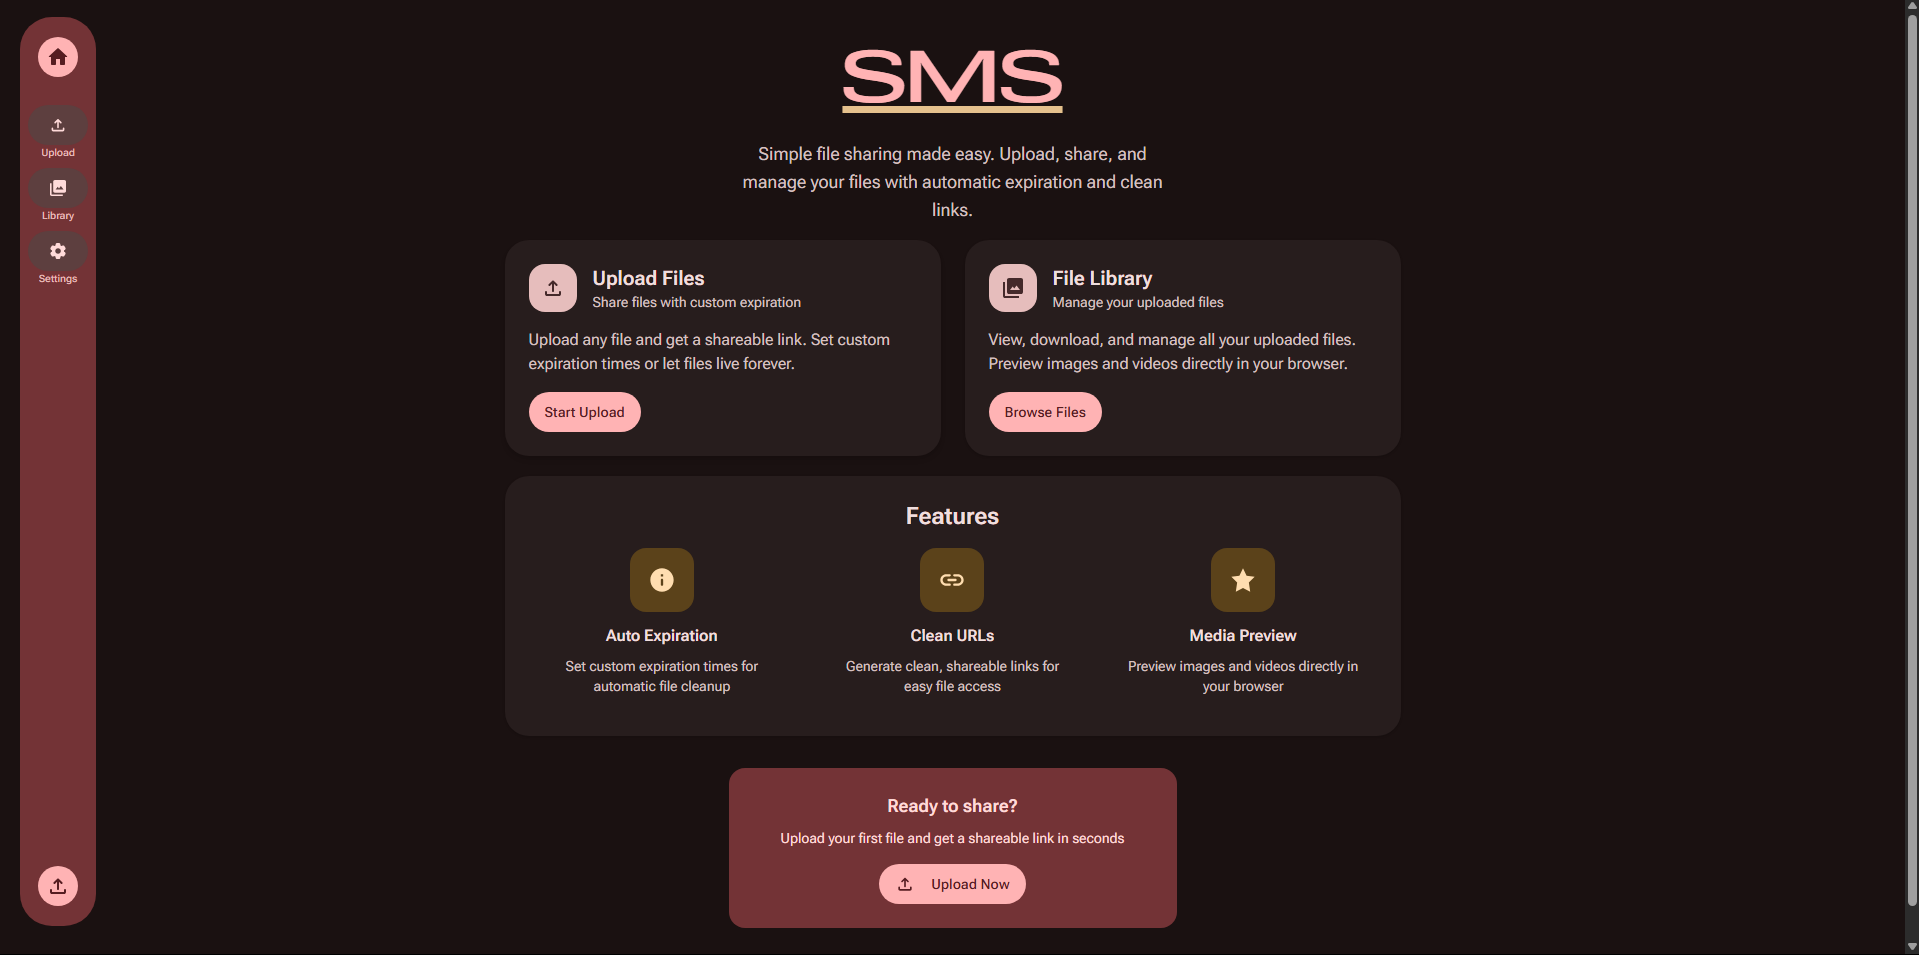 SMS
Upload
Library
Settings
Simple file sharing made easy. Upload, share, and
manage your files with automatic expiration and clean
links.
Upload Files
Share files with custom expiration
Upload any file and get a shareable link. Set custom
expiration times or let files live forever.
Start Upload
File Library
Manage your uploaded files
View, download, and manage all your uploaded files.
Preview images and videos directly in your browser.
Browse Files
Features
Auto Expiration
Set custom expiration times for
automatic file cleanup
Clean URLs
Generate clean, shareable links for
easy file access
Media Preview
Preview images and videos directly in
your browser
Ready to share?
Upload your first file and get a shareable link in seconds
Upload Now